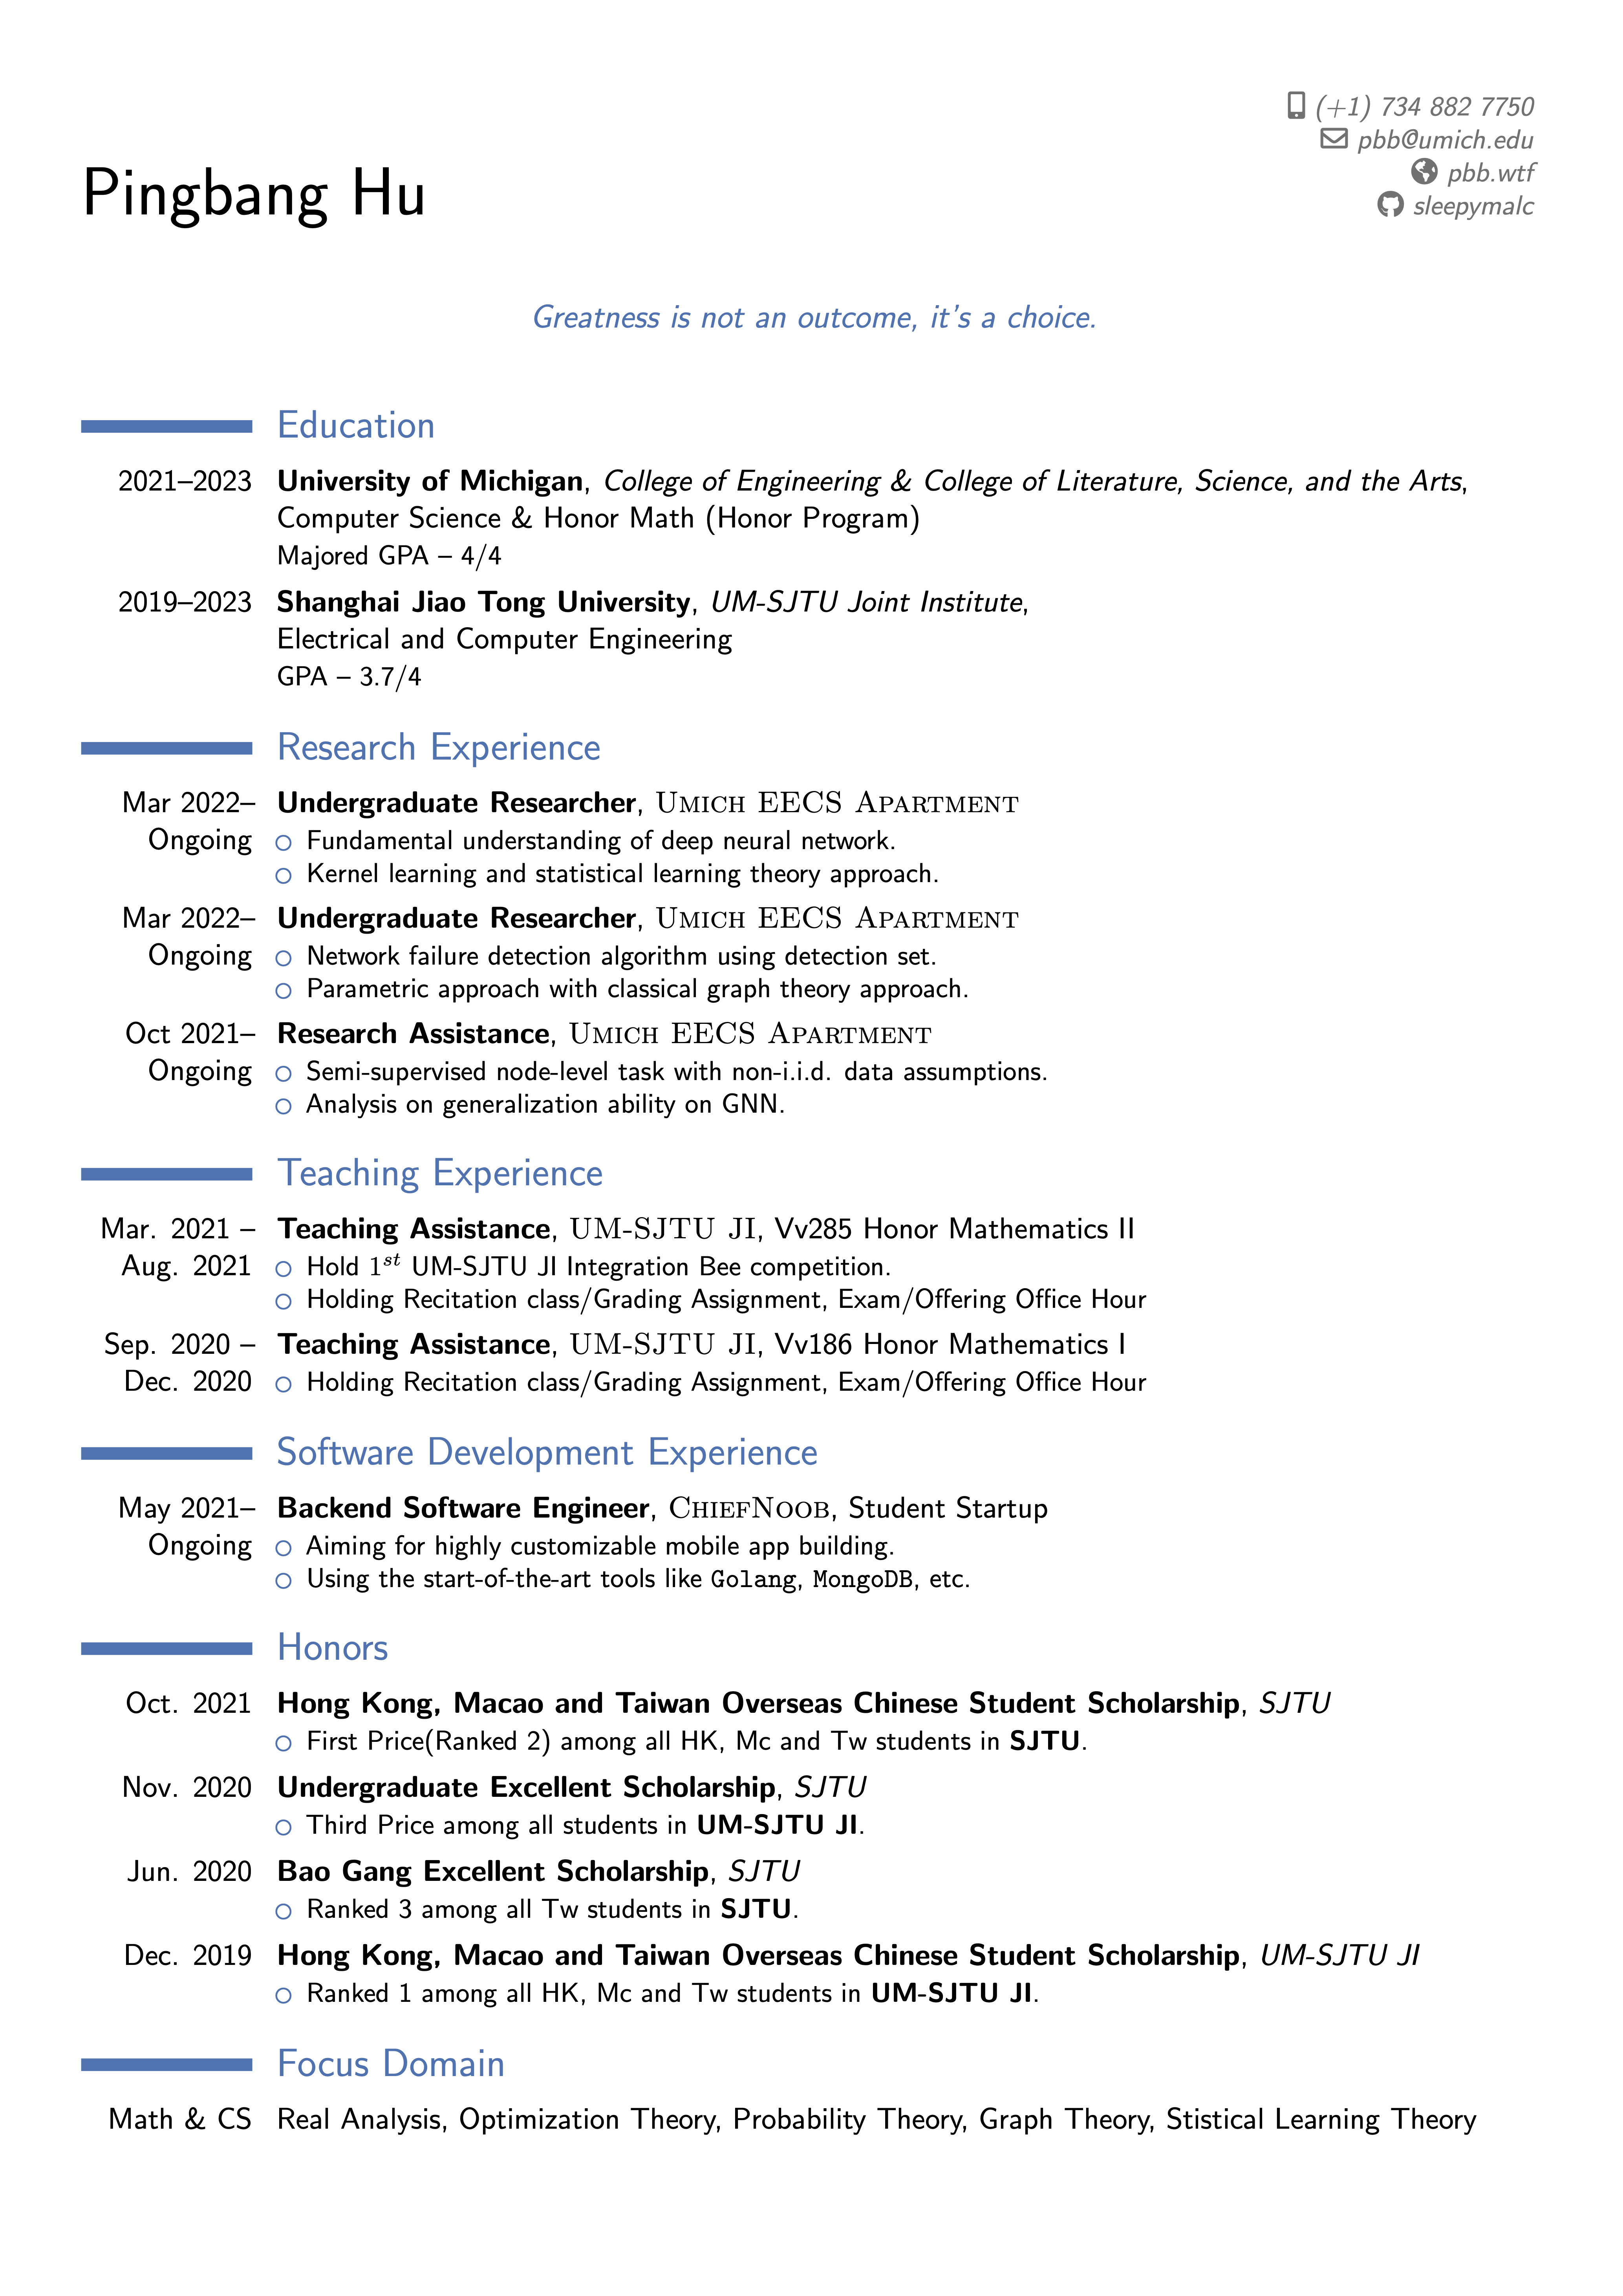 (+1) 734 882 7750
pbb@umich.edu
pbb.wtf
sleepymalc
Pingbang Hu
Greatness is not an outcome, it's a choice.
Education
2021–2023 University of Michigan, College of Engineering & College of Literature, Science, and the Arts,
Computer Science & Honor Math (Honor Program)
Majored GPA – 4/4
2019–2023 Shanghai Jiao Tong University, UM-SJTU Joint Institute,
Electrical and Computer Engineering
GPA – 3.7/4
Research Experience
Mar 2022– Undergraduate Researcher, Umich EECS Apartment
Ongoing ○ Fundamental understanding of deep neural network.
○ Kernel learning and statistical learning theory approach.
Mar 2022– Undergraduate Researcher, Umich EECS Apartment
Ongoing ○ Network failure detection algorithm using detection set.
○ Parametric approach with classical graph theory approach.
Oct 2021– Research Assistance, Umich EECS Apartment
Ongoing ○ Semi-supervised node-level task with non-i.i.d. data assumptions.
○ Analysis on generalization ability on GNN.
Teaching Experience
Mar. 2021 – Teaching Assistance, UM-SJTU JI, Vv285 Honor Mathematics II
Aug. 2021 ○ Hold 1st UM-SJTU JI Integration Bee competition.
○ Holding Recitation class/Grading Assignment, Exam/Offering Office Hour
Sep. 2020 – Teaching Assistance, UM-SJTU JI, Vv186 Honor Mathematics I
Dec. 2020 ○ Holding Recitation class/Grading Assignment, Exam/Offering Office Hour
Software Development Experience
May 2021– Backend Software Engineer, ChiefNoob, Student Startup
Ongoing ○ Aiming for highly customizable mobile app building.
○ Using the start-of-the-art tools like Golang, MongoDB, etc.
Honors
Oct. 2021 Hong Kong, Macao and Taiwan Overseas Chinese Student Scholarship, SJTU
○ First Price(Ranked 2) among all HK, Mc and Tw students in SJTU.
Nov. 2020 Undergraduate Excellent Scholarship, SJTU
○ Third Price among all students in UM-SJTU JI.
Jun. 2020 Bao Gang Excellent Scholarship, SJTU
○ Ranked 3 among all Tw students in SJTU.
Dec. 2019 Hong Kong, Macao and Taiwan Overseas Chinese Student Scholarship, UM-SJTU JI
○ Ranked 1 among all HK, Mc and Tw students in UM-SJTU JI.
Focus Domain
Math & CS Real Analysis, Optimization Theory, Probability Theory, Graph Theory, Stistical Learning Theory